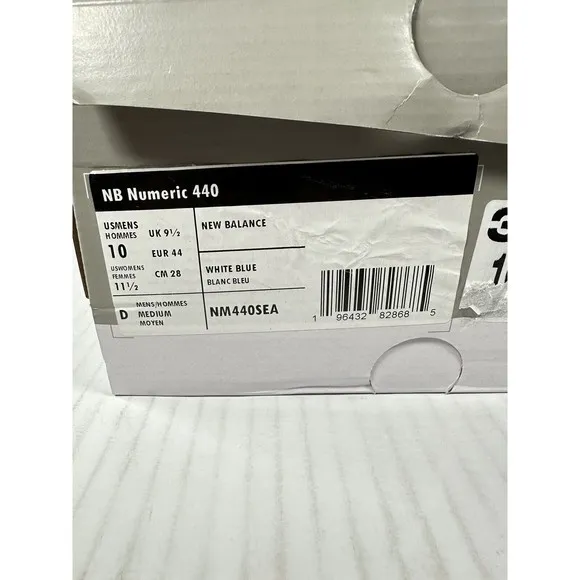 NB Numeric 440
USMENS
HOMMES
10
UK 9½
EUR 44
USWOMENS
FEMMES
11½
CM 28
D
MENS/HOMMES
MEDIUM
MOYEN
NEW BALANCE
WHITE BLUE
BLANC BLEU
NM440SEA
1 96432 82868 5